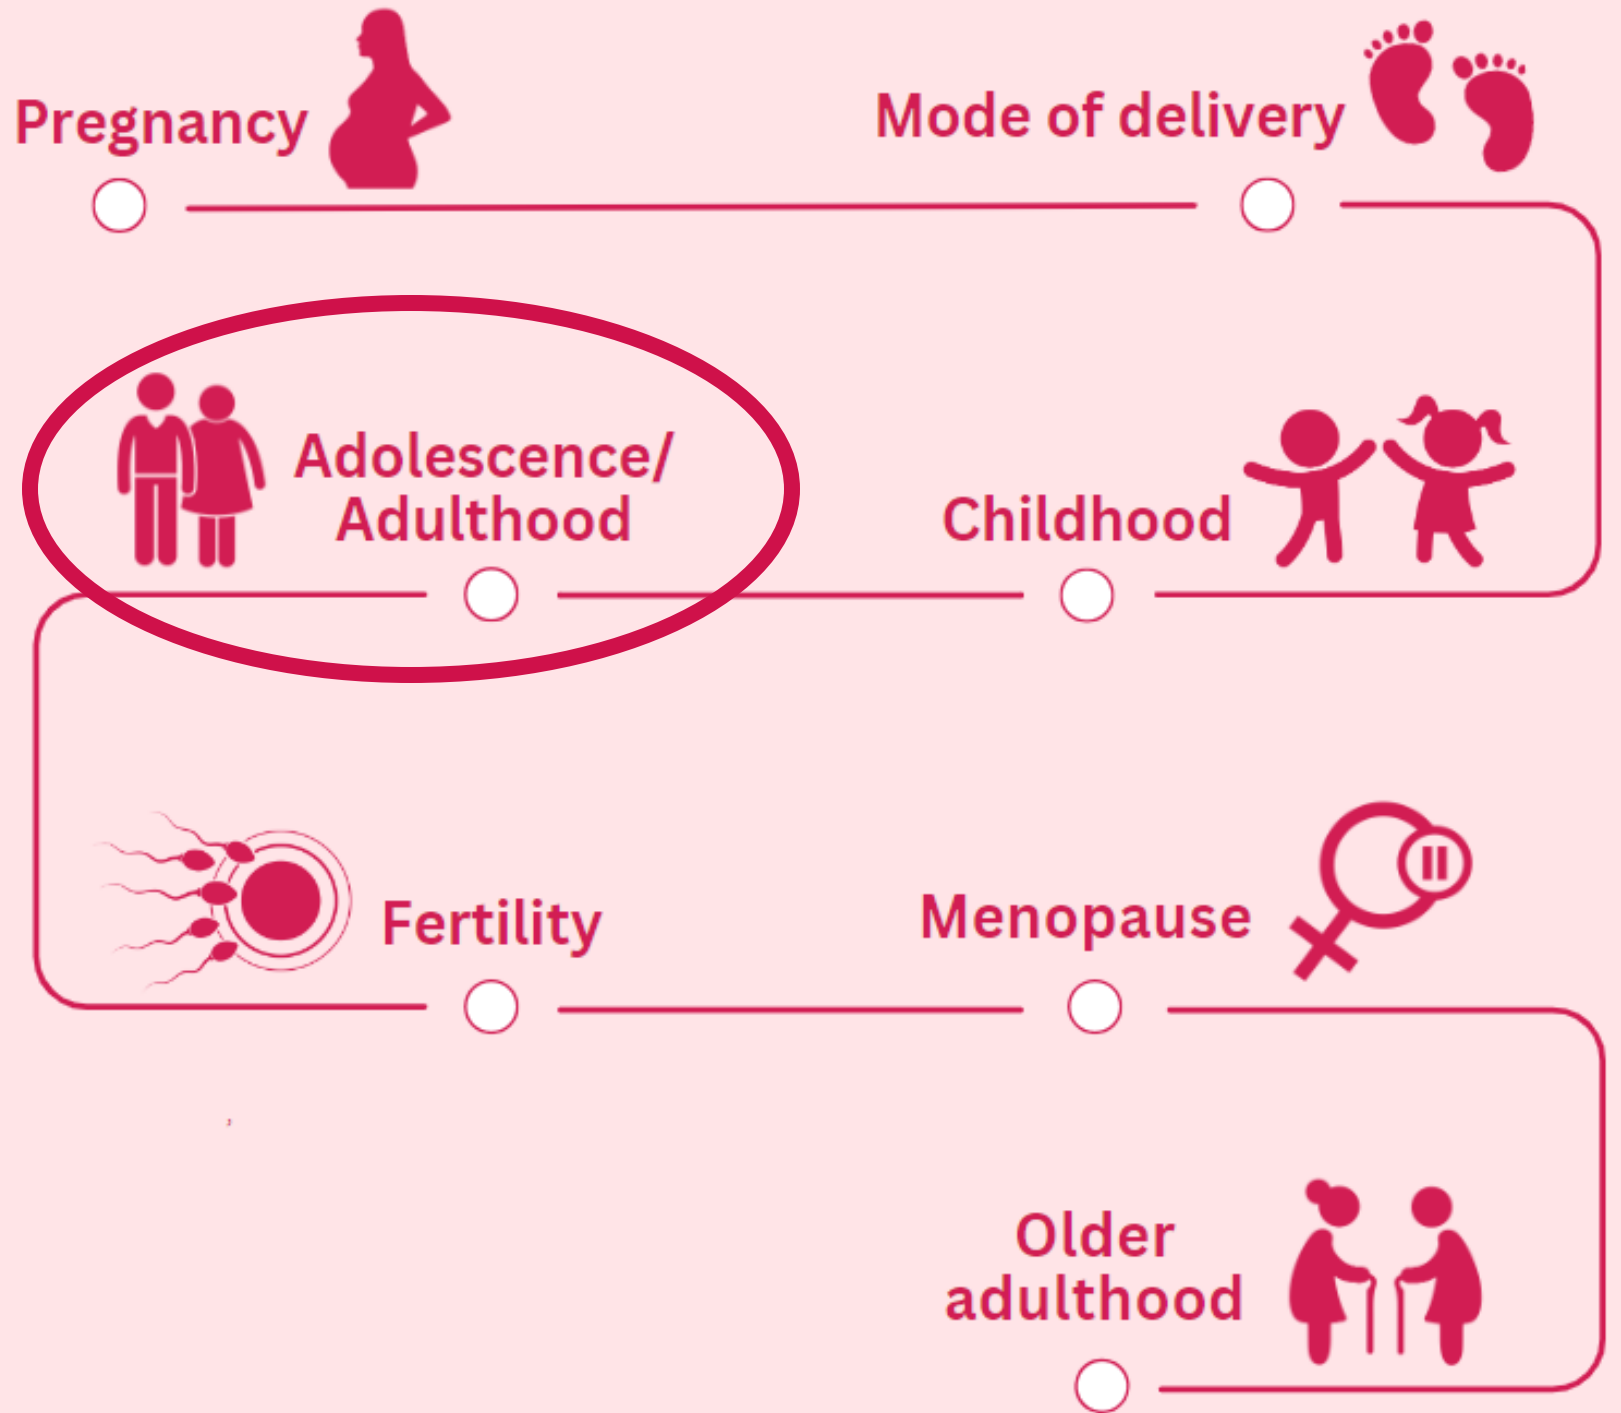 Pregnancy
Mode of delivery
Adolescence/
Adulthood
Childhood
Fertility
Menopause
,
Older
adulthood